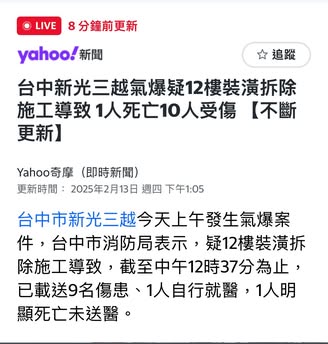 LIVE 8 分鐘前更新
yahoo!新聞 ☆ 追蹤
台中新光三越氣爆疑12樓裝潢拆除
施工導致 1人死亡10人受傷 【不斷
更新】
Yahoo奇摩（即時新聞）
更新時間： 2025年2月13日 週四 下午1:05
台中市新光三越今天上午發生氣爆案
件，台中市消防局表示，疑12樓裝潢拆
除施工導致，截至中午12時37分為止，
已載送9名傷患、1人自行就醫，1人明
顯死亡未送醫。